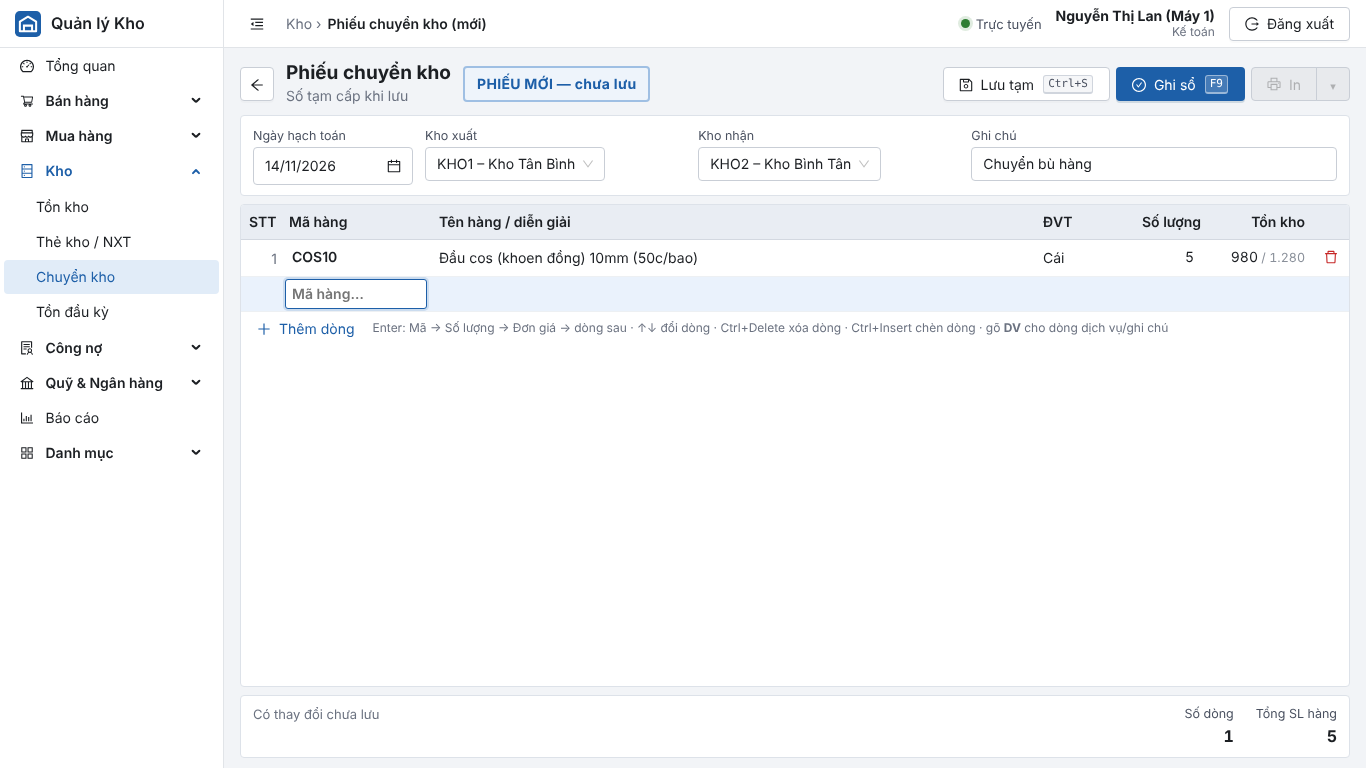 Quản lý Kho
Kho › Phiếu chuyển kho (mới)
Trực tuyến
Nguyễn Thị Lan (Máy 1)
Kế toán
Đăng xuất
Tổng quan
Bán hàng
Mua hàng
Kho
Tồn kho
Thẻ kho / NXT
Chuyển kho
Tồn đầu kỳ
Công nợ
Quỹ & Ngân hàng
Báo cáo
Danh mục
Phiếu chuyển kho
Số tạm cấp khi lưu
PHIẾU MỚI — chưa lưu
Lưu tạm Ctrl+S
Ghi sổ F9
In
Ngày hạch toán
14/11/2026
Kho xuất
KHO1 – Kho Tân Bình
Kho nhận
KHO2 – Kho Bình Tân
Ghi chú
Chuyển bù hàng
STT Mã hàng Tên hàng / diễn giải ĐVT Số lượng Tồn kho
1 COS10 Đầu cos (khoen đồng) 10mm (50c/bao) Cái 5 980 / 1.280
Mã hàng...
Thêm dòng
Enter: Mã → Số lượng → Đơn giá → dòng sau · ↑↓ đổi dòng · Ctrl+Delete xóa dòng · Ctrl+Insert chèn dòng · gõ DV cho dòng dịch vụ/ghi chú
Có thay đổi chưa lưu
Số dòng
1
Tổng SL hàng
5